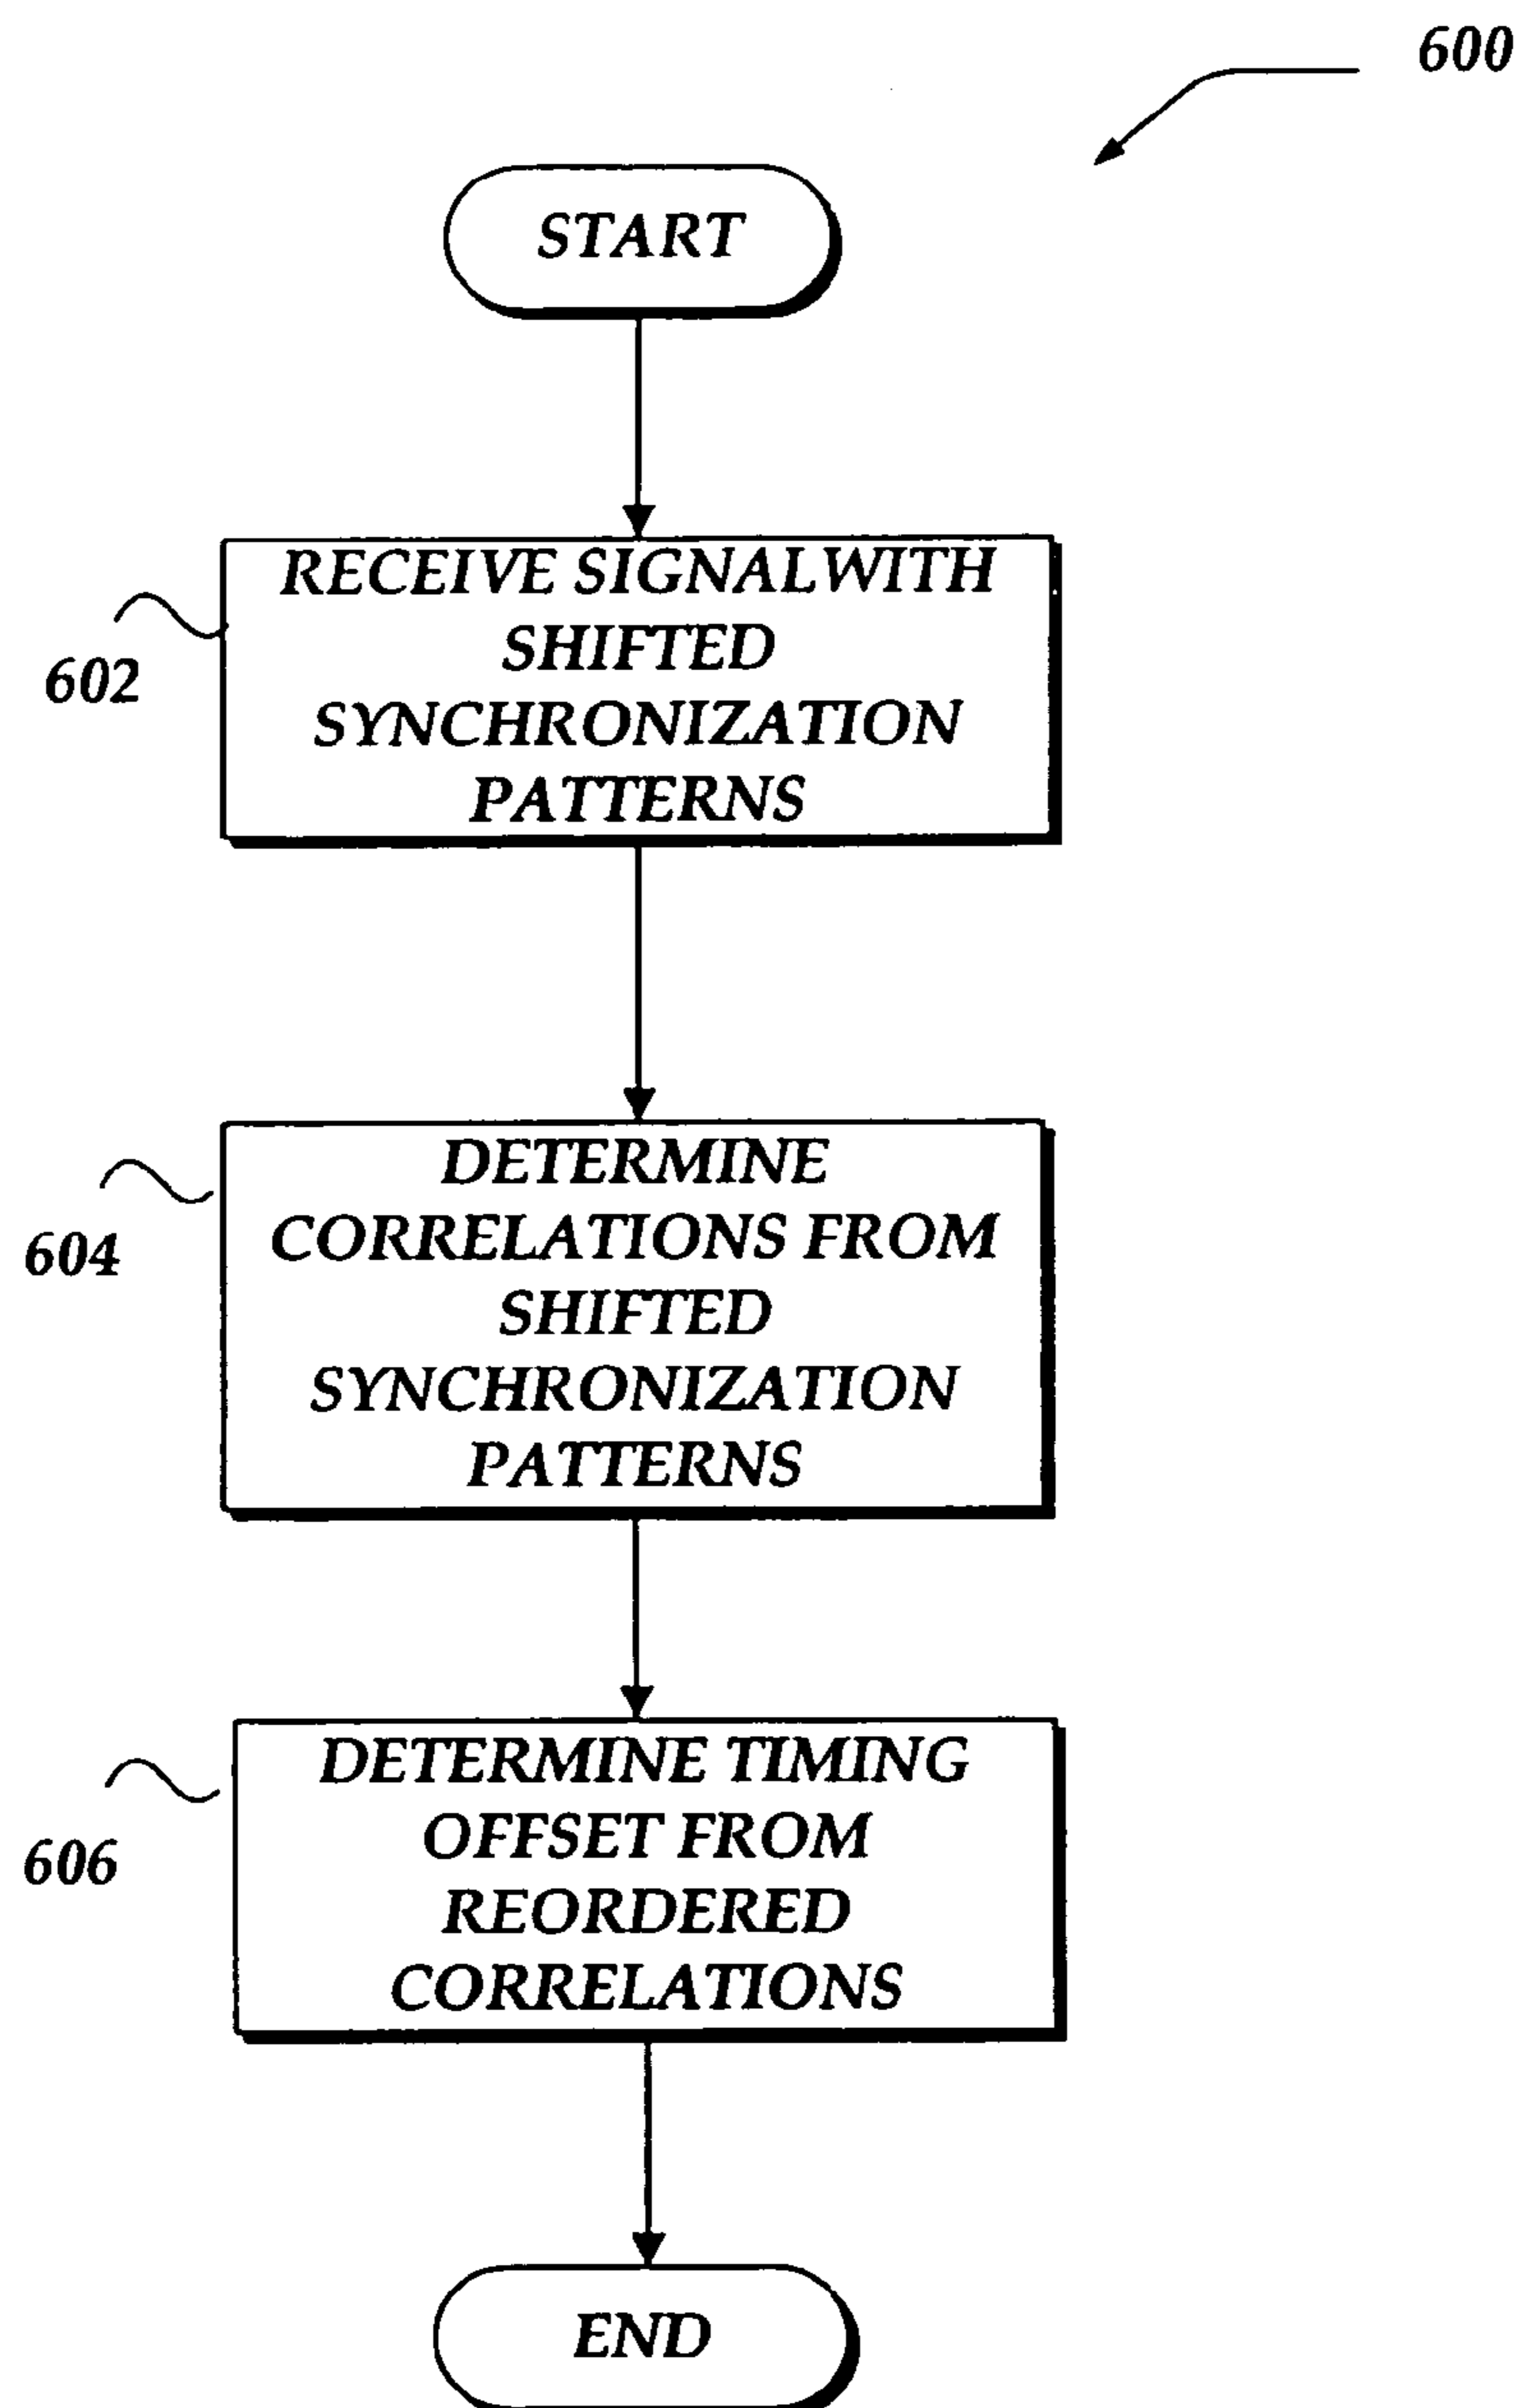 600
START
RECEIVE SIGNALWITH
SHIFTED
SYNCHRONIZATION
PATTERNS
602
DETERMINE
CORRELATIONS FROM
SHIFTED
SYNCHRONIZATION
PATTERNS
604
DETERMINE TIMING
OFFSET FROM
REORDERED
CORRELATIONS
606
END